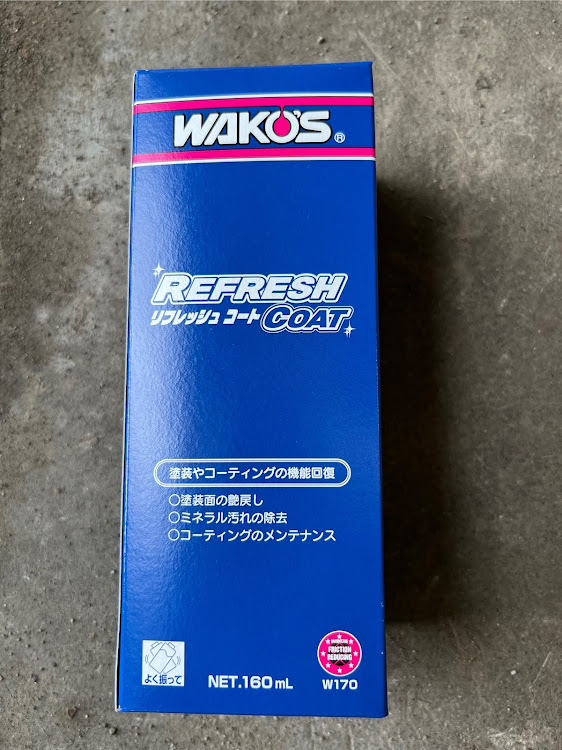 WAKO'S®
REFRESH
リフレッシュ コート COAT
塗装やコーティングの機能回復
○塗装面の艶戻し
○ミネラル汚れの除去
○コーティングのメンテナンス
よく振って
NET.160mL
FRICTION
REDUCING
W170